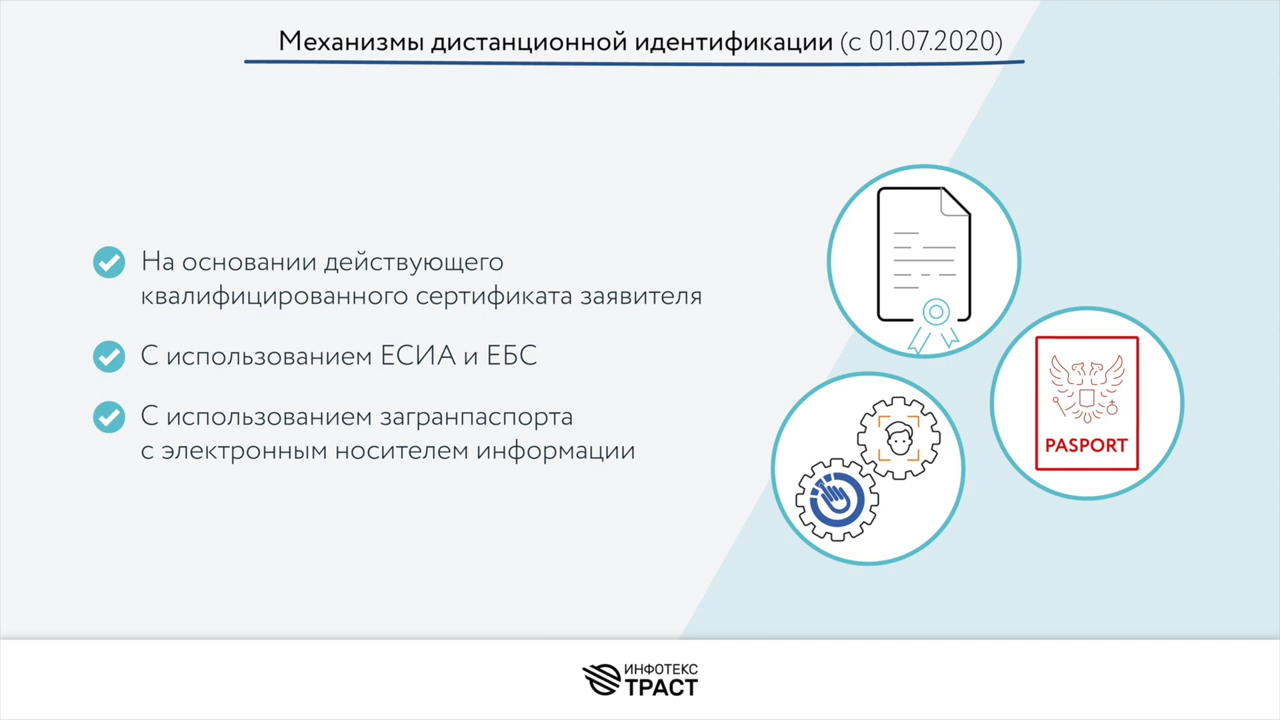 Механизмы дистанционной идентификации (с 01.07.2020)
На основании действующего
квалифицированного сертификата заявителя
С использованием ЕСИА и ЕБС
С использованием загранпаспорта
с электронным носителем информации
PASPORT
ИНФОТЕКС
ТРАСТ